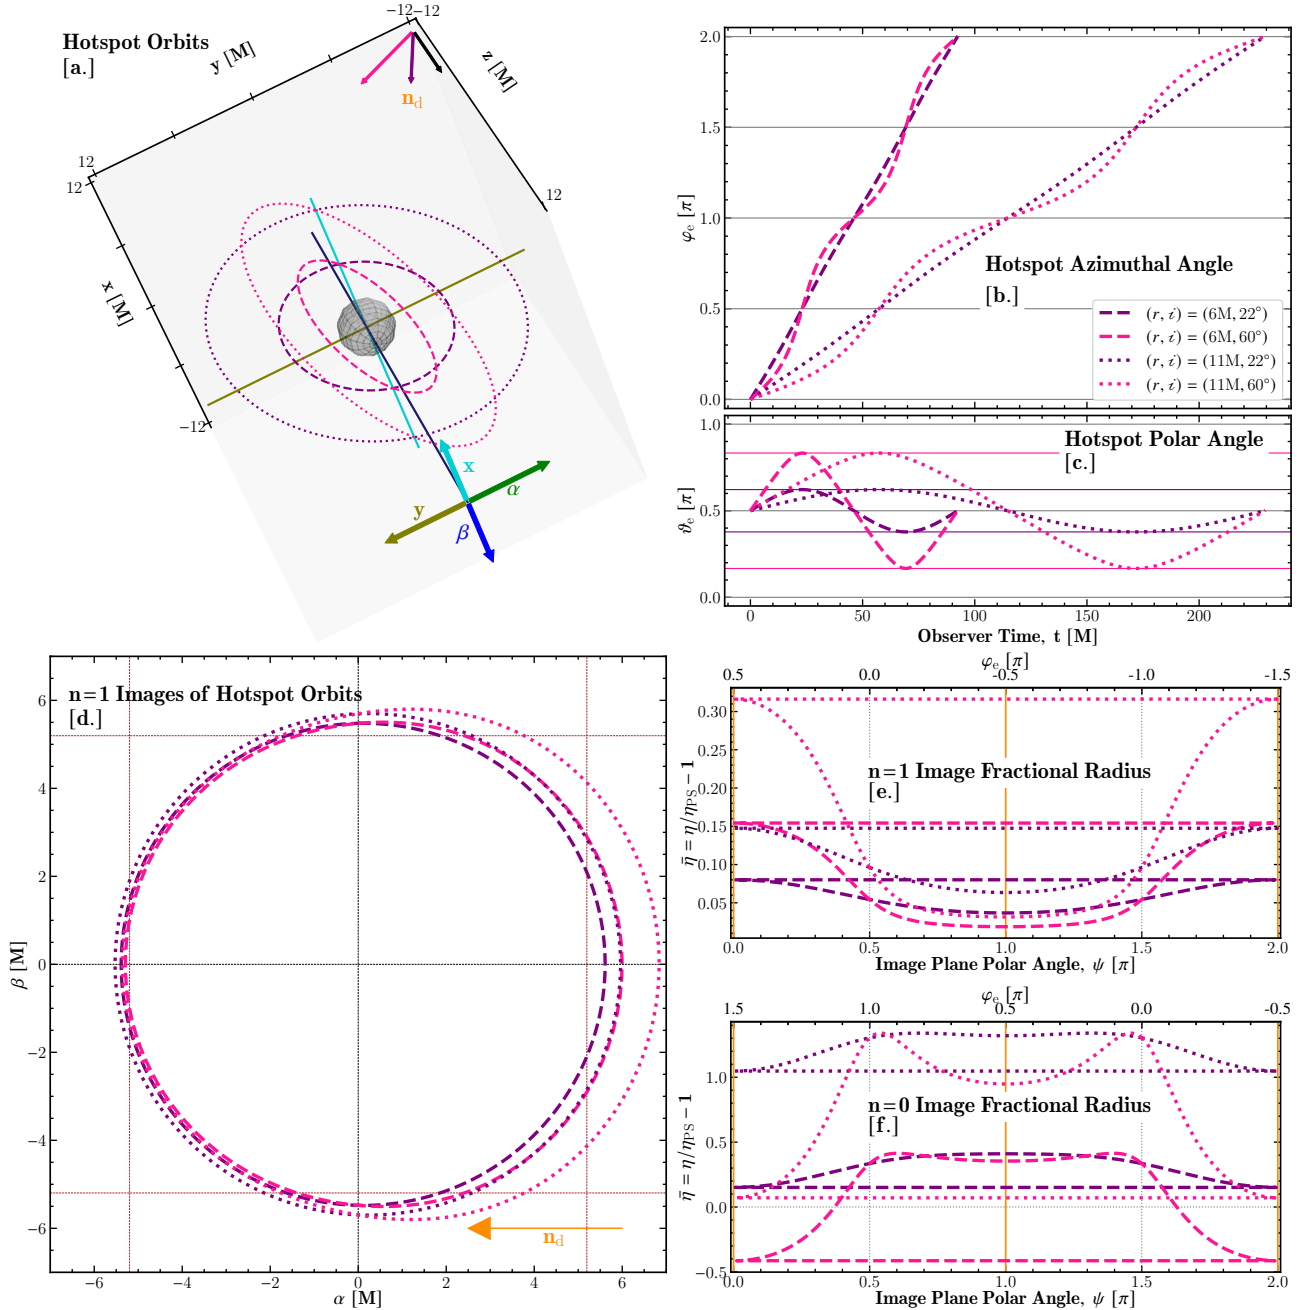 Hotspot Orbits
[a.]
y [M]
−12
−12
z [M]
n_d
12
12
12
x [M]
−12
12
x
α
y
β
2.0
1.5
1.0
0.5
0.0
φ_e [π]
Hotspot Azimuthal Angle
[b.]
(r, i) = (6M, 22°)
(r, i) = (6M, 60°)
(r, i) = (11M, 22°)
(r, i) = (11M, 60°)
1.0
0.5
0.0
ϑ_e [π]
Hotspot Polar Angle
[c.]
0 50 100 150 200
Observer Time, t [M]
n=1 Images of Hotspot Orbits
[d.]
6
4
2
0
−2
−4
−6
β [M]
n_d
−6 −4 −2 0 2 4 6
α [M]
φ_e [π]
0.5 0.0 -0.5 -1.0 -1.5
0.30
0.25
0.20
0.15
0.10
0.05
η̄ = η/η_PS − 1
n=1 Image Fractional Radius
[e.]
0.0 0.5 1.0 1.5 2.0
Image Plane Polar Angle, ψ [π]
φ_e [π]
1.5 1.0 0.5 0.0 -0.5
1.0
0.5
0.0
−0.5
η̄ = η/η_PS − 1
n=0 Image Fractional Radius
[f.]
0.0 0.5 1.0 1.5 2.0
Image Plane Polar Angle, ψ [π]